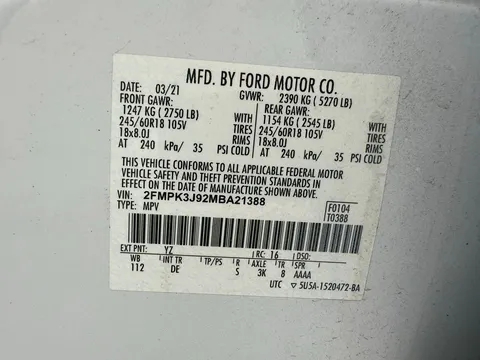 MFD. BY FORD MOTOR CO.
DATE: 03/21 GVWR: 2390 KG ( 5270 LB)
FRONT GAWR: REAR GAWR:
1247 KG ( 2750 LB) WITH 1154 KG ( 2545 LB) WITH
245/60R18 105V TIRES 245/60R18 105V TIRES
18x8.0J RIMS 18x8.0J RIMS
AT 240 kPa/ 35 PSI COLD AT 240 kPa/ 35 PSI COLD
THIS VEHICLE CONFORMS TO ALL APPLICABLE FEDERAL MOTOR
VEHICLE SAFETY AND THEFT PREVENTION STANDARDS IN
EFFECT ON THE DATE OF MANUFACTURE SHOWN ABOVE.
VIN: 2FMPK3J92MBA21388 F0104
TYPE: MPV T0388
EXT PNT: YZ RC: 16 DSO:
WB INT TR TP/PS R AXLE TR SPR
112 DE S 3K 8 AAAA
UTC 5U5A-1520472-BA